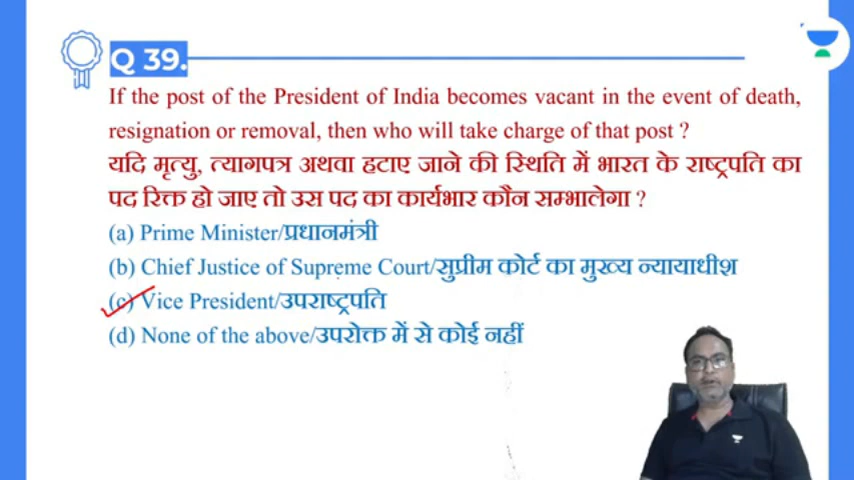 Q 39.
If the post of the President of India becomes vacant in the event of death,
resignation or removal, then who will take charge of that post ?
यदि मृत्यु, त्यागपत्र अथवा हटाए जाने की स्थिति में भारत के राष्ट्रपति का
पद रिक्त हो जाए तो उस पद का कार्यभार कौन सम्भालेगा ?
(a) Prime Minister/प्रधानमंत्री
(b) Chief Justice of Supreme Court/सुप्रीम कोर्ट का मुख्य न्यायाधीश
(c) Vice President/उपराष्ट्रपति
(d) None of the above/उपरोक्त में से कोई नहीं